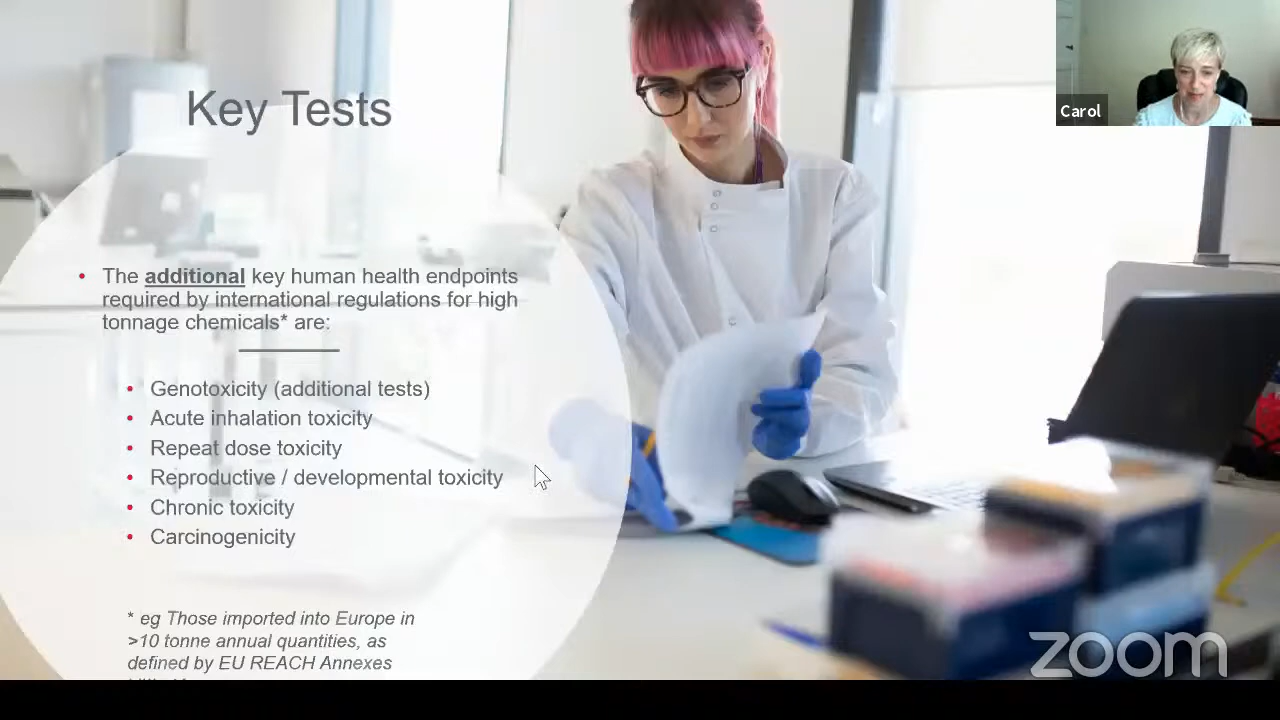 Key Tests
Carol
• The additional key human health endpoints
required by international regulations for high
tonnage chemicals* are:
• Genotoxicity (additional tests)
• Acute inhalation toxicity
• Repeat dose toxicity
• Reproductive / developmental toxicity
• Chronic toxicity
• Carcinogenicity
* eg Those imported into Europe in
>10 tonne annual quantities, as
defined by EU REACH Annexes
zoom